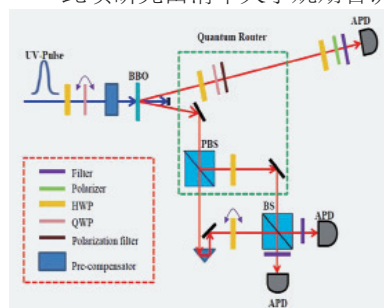 APD
Quantum Router
UV-Pulse
BBO
PBS
BS
APD
APD
Filter
Polarizer
HWP
QWP
Polarization filter
Pre-compensator